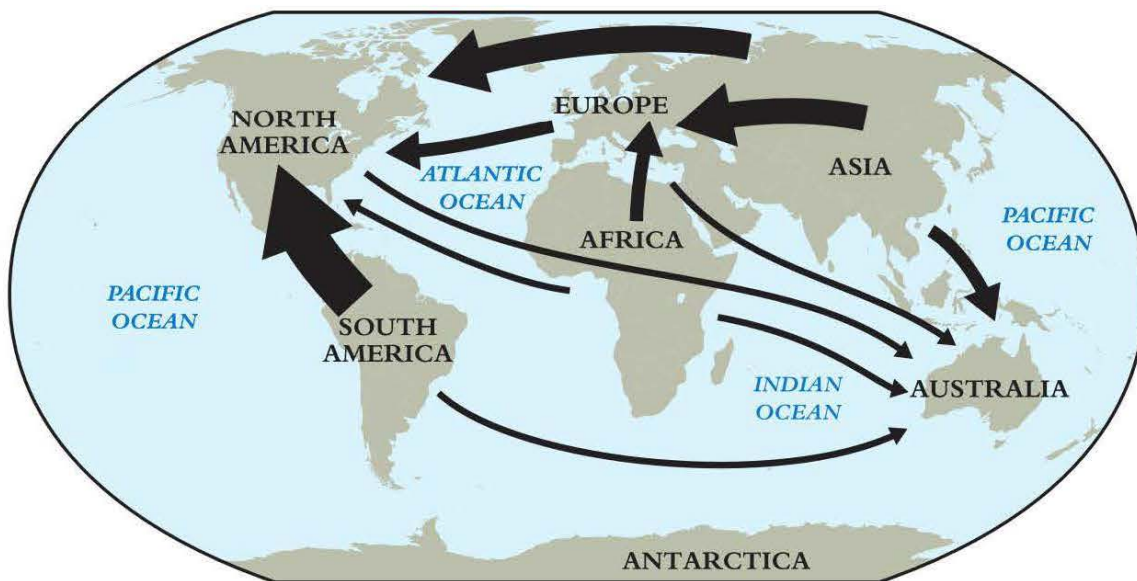 NORTH
AMERICA
EUROPE
ASIA
ATLANTIC
OCEAN
AFRICA
PACIFIC
OCEAN
PACIFIC
OCEAN
SOUTH
AMERICA
INDIAN
OCEAN
AUSTRALIA
ANTARCTICA